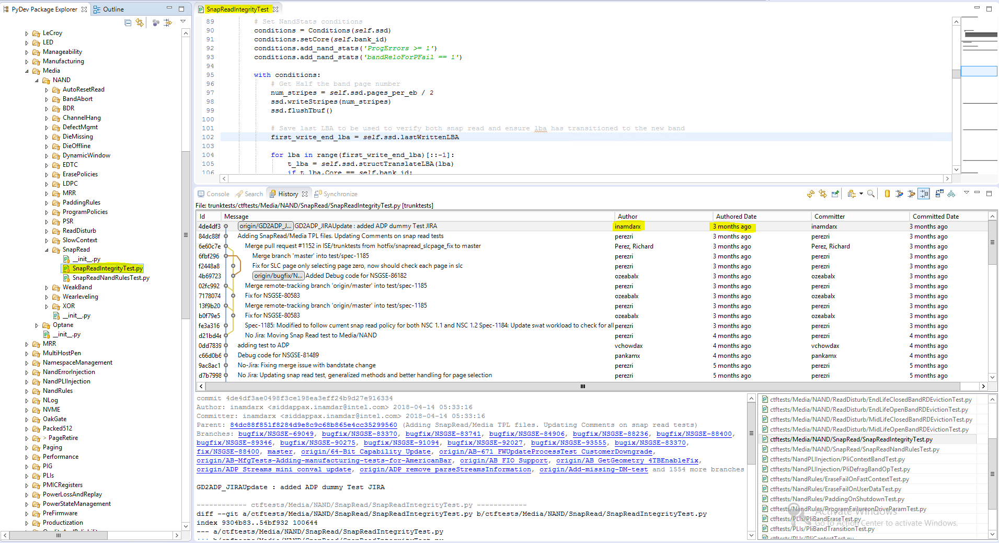 PyDev Package Explorer
Outline
LeCroy
LED
Manageability
Manufacturing
Media
NAND
AutoResetRead
BandAbort
BDR
ChannelHang
DefectMgmt
DieMissing
DieOffline
DynamicWindow
EDTC
ErasePolicies
LDPC
MRR
PaddingRules
ProgramPolicies
PSR
ReadDisturb
SlowContext
SnapRead
__init__.py
SnapReadIntegrityTest.py
SnapReadNandRulesTest.py
WeakBand
Wearleveling
XOR
__init__.py
Optane
__init__.py
MRR
MultiHostPen
NamespaceManagement
NandErrorInjection
NandPLIInjection
NandRules
NLog
NVME
OakGate
Packed512
> PageRetire
Paging
Performance
PIG
PLIs
PMICRegisters
PowerLossAndReplay
PowerStateManagement
PreFirmware
Productization
SnapReadIntegrityTest
89 # Set NandStats conditions
90 conditions = Conditions(self.ssd)
91 conditions.setCore(self.bank_id)
92 conditions.add_nand_stats('ProgErrors >= 1')
93 conditions.add_nand_stats('bandReloForPFail == 1')
94
95 with conditions:
96 # Get Half the band page number
97 num_stripes = self.ssd.pages_per_eb / 2
98 ssd.writeStripes(num_stripes)
99 ssd.flushTbuf()
100
101 # Save last LBA to be used to verify both snap read and ensure lba has transitioned to the new band
102 first_write_end_lba = self.ssd.lastWrittenLBA
103
104 for lba in range(first_write_end_lba)[::-1]:
105 t_lba = self.ssd.structTranslateLBA(lba)
106 if t_lba.Core == self.bank_id:
Console Search History Synchronize
File: trunktests/ctftests/Media/NAND/SnapRead/SnapReadIntegrityTest.py [trunktests]
Id Message Author Authored Date Committer Committed Date
4de4df3 origin/GD2ADP_J... GD2ADP_JIRAUpdate : added ADP dummy Test JIRA inamdarx 3 months ago inamdarx 3 months ago
84dc88f Adding SnapRead/Media TPL files. Updating Comments on snap read tests perezri 3 months ago perezri 3 months ago
6e60c7e Merge pull request #1152 in ISE/trunktests from hotfix/snapread_slcpage_fix to master Perez, Richard 3 months ago Perez, Richard 3 months ago
6fbf296 Merge branch 'master' into test/spec-1185 perezri 3 months ago perezri 3 months ago
f2448a8 Fix for SLC page only selecting page zero, now should check each page in slc perezri 3 months ago perezri 3 months ago
4b69723 origin/bugfix/N... Added Debug code for NSGSE-86182 ozeabalx 3 months ago ozeabalx 3 months ago
02fc992 Merge remote-tracking branch 'origin/master' into test/spec-1185 perezri 3 months ago perezri 3 months ago
7178074 Fix for NSGSE-80583 ozeabalx 3 months ago ozeabalx 3 months ago
13f9b20 Merge remote-tracking branch 'origin/master' into test/spec-1185 perezri 3 months ago perezri 3 months ago
b0f79e5 Fix for NSGSE-80583 ozeabalx 3 months ago ozeabalx 3 months ago
fe3a316 Spec-1185: Modified to follow current snap read policy for both NSC 1.1 and NSC 1.2 Spec-1184: Update swat workload to check for all perezri 3 months ago perezri 3 months ago
d21bd4e No Jira: Moving Snap Read test to Media/NAND perezri 4 months ago perezri 4 months ago
0dd7839 adding test to ADP vchowdax 4 months ago vchowdax 4 months ago
c66d0b6 Debug code for NSGSE-81489 pankamx 4 months ago pankamx 4 months ago
9ac8ac1 No-Jira: Fixing merge issue with bandstate change perezri 5 months ago perezri 5 months ago
d7b7998 No Jira: Updating snap read test, generalized methods and better handling for page selection perezri 5 months ago perezri 5 months ago
commit 4de4df3ae0498f3ce198ea3eff24b9d27e916334
Author: inamdarx <siddappax.inamdar@intel.com> 2018-04-14 05:33:16
Committer: inamdarx <siddappax.inamdar@intel.com> 2018-04-14 05:33:16
Parent: 84dc88f851f8284d9e8c9c68b865e4cc35299560 (Adding SnapRead/Media TPL files. Updating Comments on snap read tests)
Branches: bugfix/NSGSE-69049, bugfix/NSGSE-83370, bugfix/NSGSE-83741, bugfix/NSGSE-84906, bugfix/NSGSE-88236, bugfix/NSGSE-88400,
bugfix/NSGSE-89346, bugfix/NSGSE-90275, bugfix/NSGSE-91094, bugfix/NSGSE-92027, bugfix/NSGSE-93555, bugix/NSGSE-83370,
fix/NSGSE-88400, master, origin/64-Bit_Capability_Update, origin/AB-671_FWUpdateProcessTest_CustomerDowngrade,
origin/AB-MfgTests-Adding-manufacturing-tests-for-AmericanBar, origin/AB_FIO_Support, origin/AB_GetGeometry_4TBEnableFix,
origin/ADP_Streams_mini_conval_update, origin/ADP_remove_parseStreamsInformation, origin/Add-missing-DM-test and 1554 more branches
GD2ADP_JIRAUpdate : added ADP dummy Test JIRA
------------ ctftests/Media/NAND/SnapRead/SnapReadIntegrityTest.py ------------
diff --git a/ctftests/Media/NAND/SnapRead/SnapReadIntegrityTest.py b/ctftests/Media/NAND/SnapRead/SnapReadIntegrityTest.py
index 9304b83..54bf932 100644
--- a/ctftests/Media/NAND/SnapRead/SnapReadIntegrityTest.py
ctftests/Media/NAND/ReadDisturb/EndLifeClosedBandRDEvictionTest.py
ctftests/Media/NAND/ReadDisturb/EndLifeOpenBandRDEvictionTest.py
ctftests/Media/NAND/ReadDisturb/MidLifeClosedBandRDEvictionTest.py
ctftests/Media/NAND/ReadDisturb/MidLifeOpenBandRDEvictionTest.py
ctftests/Media/NAND/SnapRead/SnapReadIntegrityTest.py
ctftests/Media/NAND/SnapRead/SnapReadNandRulesTest.py
ctftests/NandPLIInjection/PliContextBandTest.py
ctftests/NandPLIInjection/PliDefragBandOpTest.py
ctftests/NandRules/EraseFailOnFastContextTest.py
ctftests/NandRules/EraseFailOnUserDataTest.py
ctftests/NandRules/PaddingOnShutdownTest.py
ctftests/NandRules/ProgramFailureonDriveParamTest.py
ctftests/PLIs/PliBandEraseTest.py
ctftests/PLIs/PliBandTransitionTest.py
Activate Windows
Go to Action Center to activate Windows.